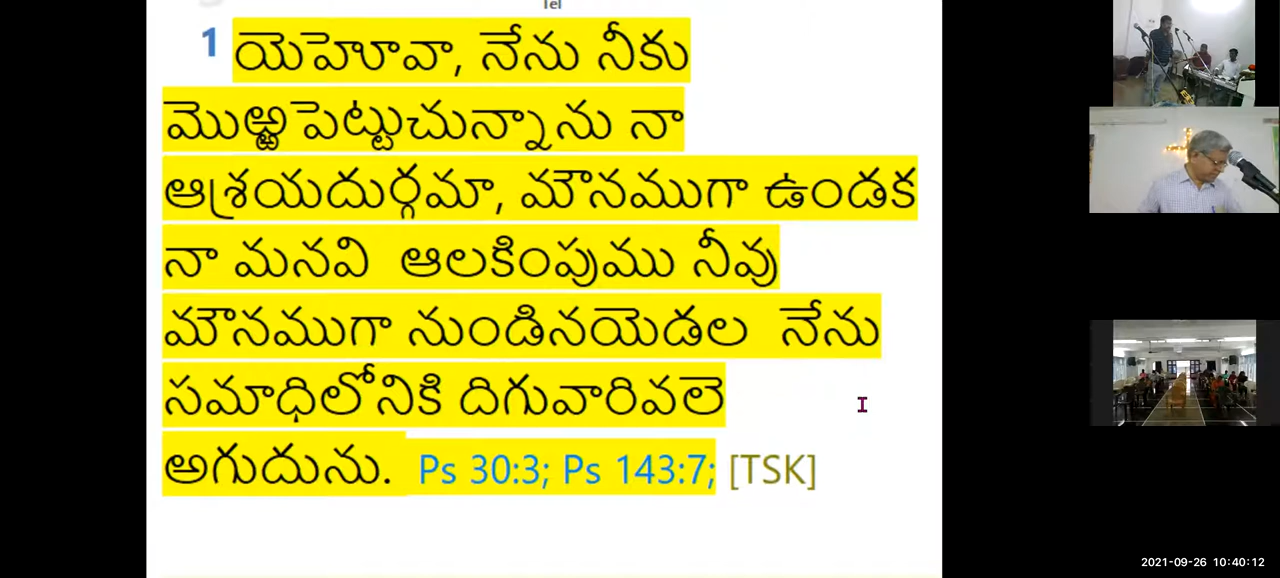 Tel
1 యెహోవా, నేను నీకు
మొఱ్ఱపెట్టుచున్నాను నా
ఆశ్రయదుర్గమా, మౌనముగా ఉండక
నా మనవి ఆలకింపుము నీవు
మౌనముగా నుండినయెడల నేను
సమాధిలోనికి దిగువారివలె
అగుదును. Ps 30:3; Ps 143:7; [TSK]
2021-09-26 10:40:12